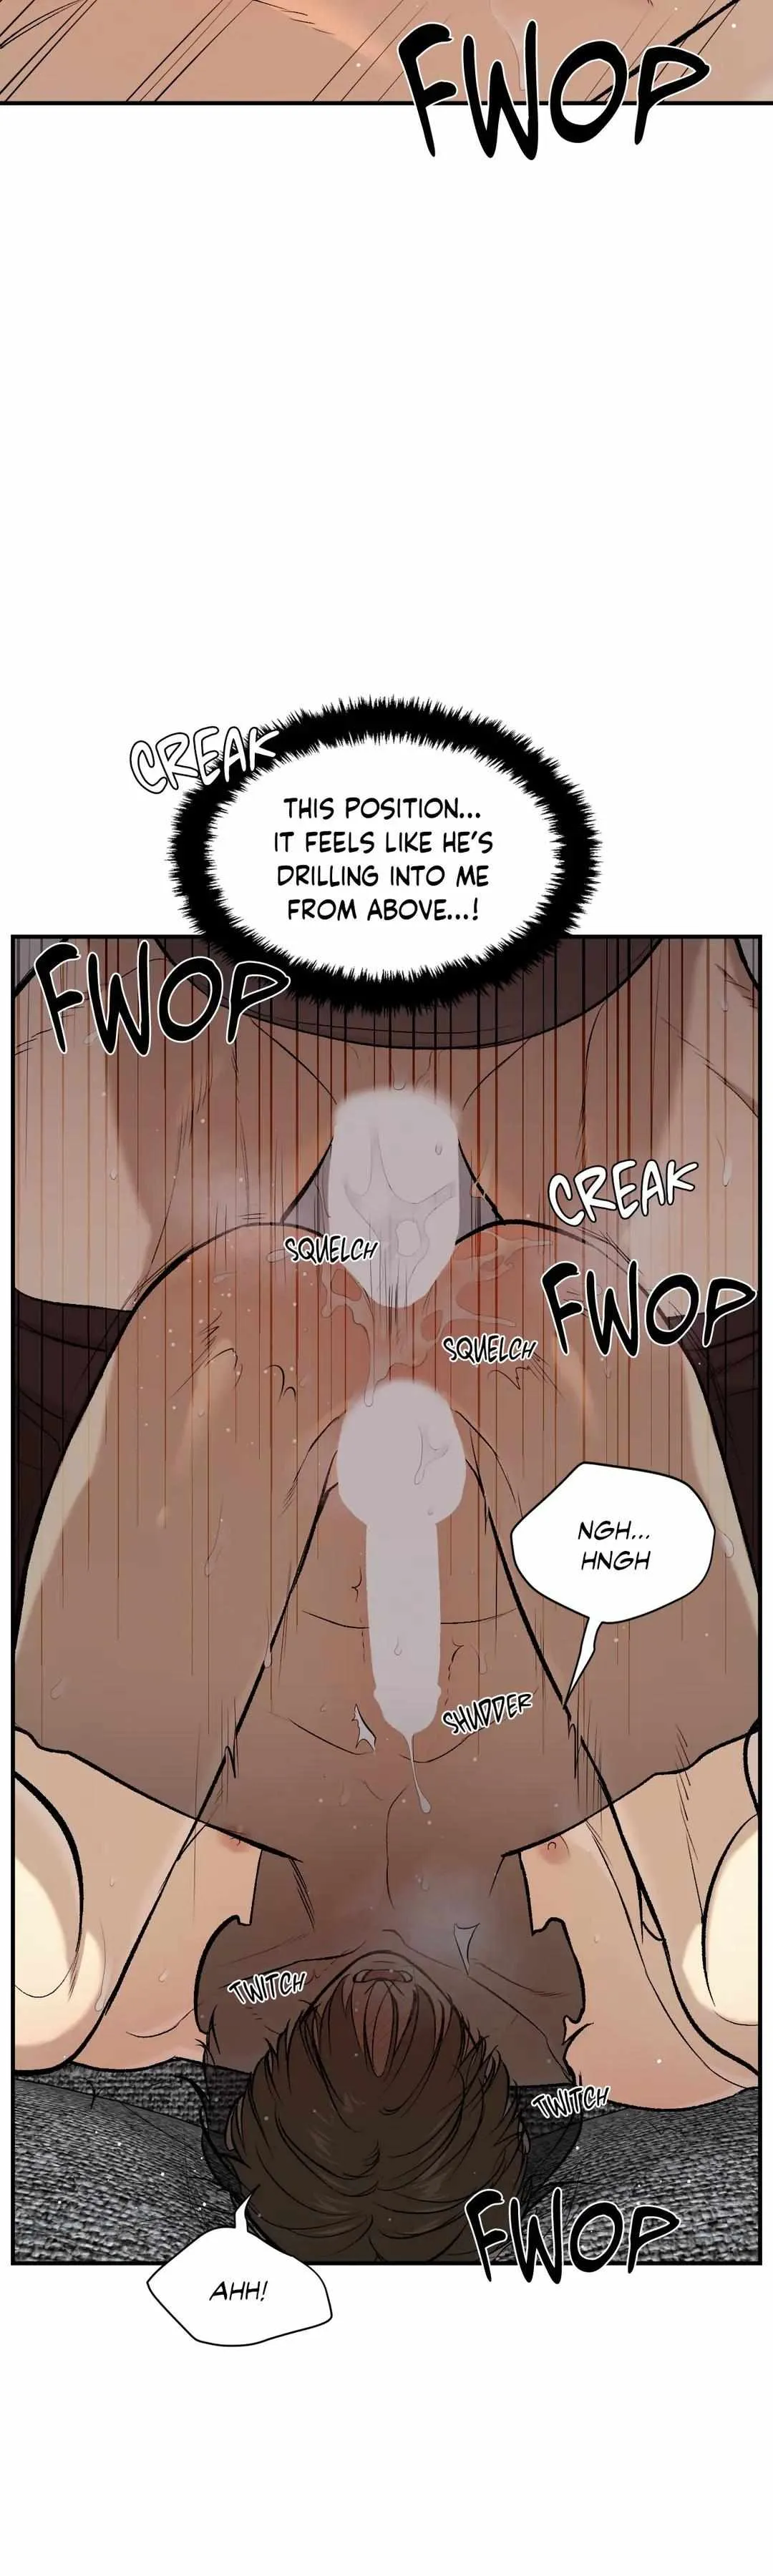 FWOP
CREAK
THIS POSITION...
IT FEELS LIKE HE'S
DRILLING INTO ME
FROM ABOVE...!
FWOP
CREAK
SQUELCH
FWOP
SQUELCH
NGH...
HNGH
SHUDDER
TWITCH
TWITCH
FWOP
AHH!